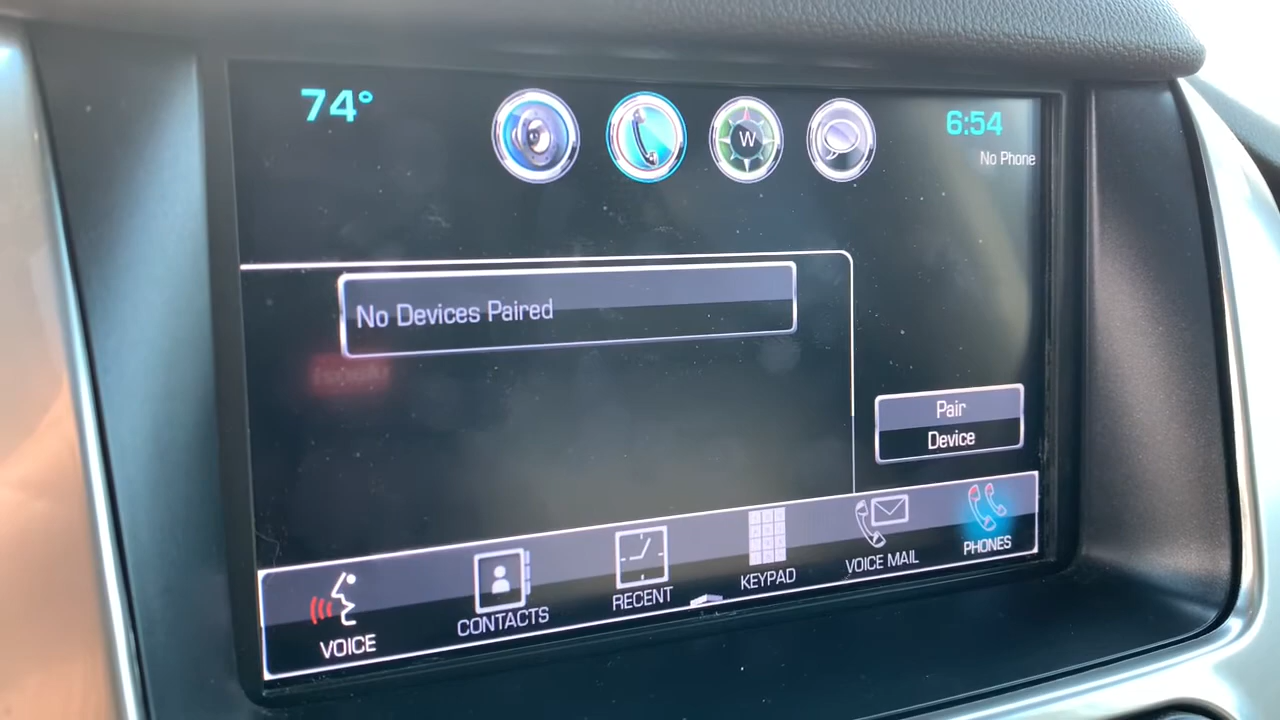 74°
W
6:54
No Phone
No Devices Paired
Pair
Device
VOICE
CONTACTS
RECENT
KEYPAD
VOICE MAIL
PHONES